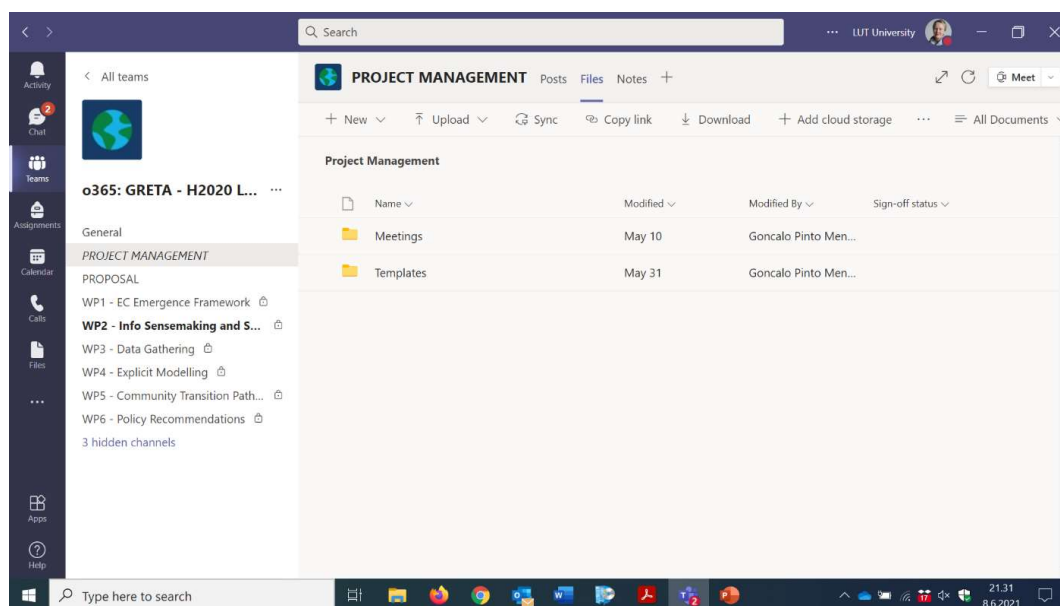 Search
LUT University
Activity
2
Chat
Teams
Assignments
Calendar
Calls
Files
Apps
Help
All teams
o365: GRETA - H2020 L...
General
PROJECT MANAGEMENT
PROPOSAL
WP1 - EC Emergence Framework
WP2 - Info Sensemaking and S...
WP3 - Data Gathering
WP4 - Explicit Modelling
WP5 - Community Transition Path...
WP6 - Policy Recommendations
3 hidden channels
PROJECT MANAGEMENT Posts Files Notes +
Meet
+ New Upload Sync Copy link Download + Add cloud storage ... All Documents
Project Management
Name Modified Modified By Sign-off status
Meetings May 10 Goncalo Pinto Men...
Templates May 31 Goncalo Pinto Men...
Type here to search
2
17
21.31
8.6.2021